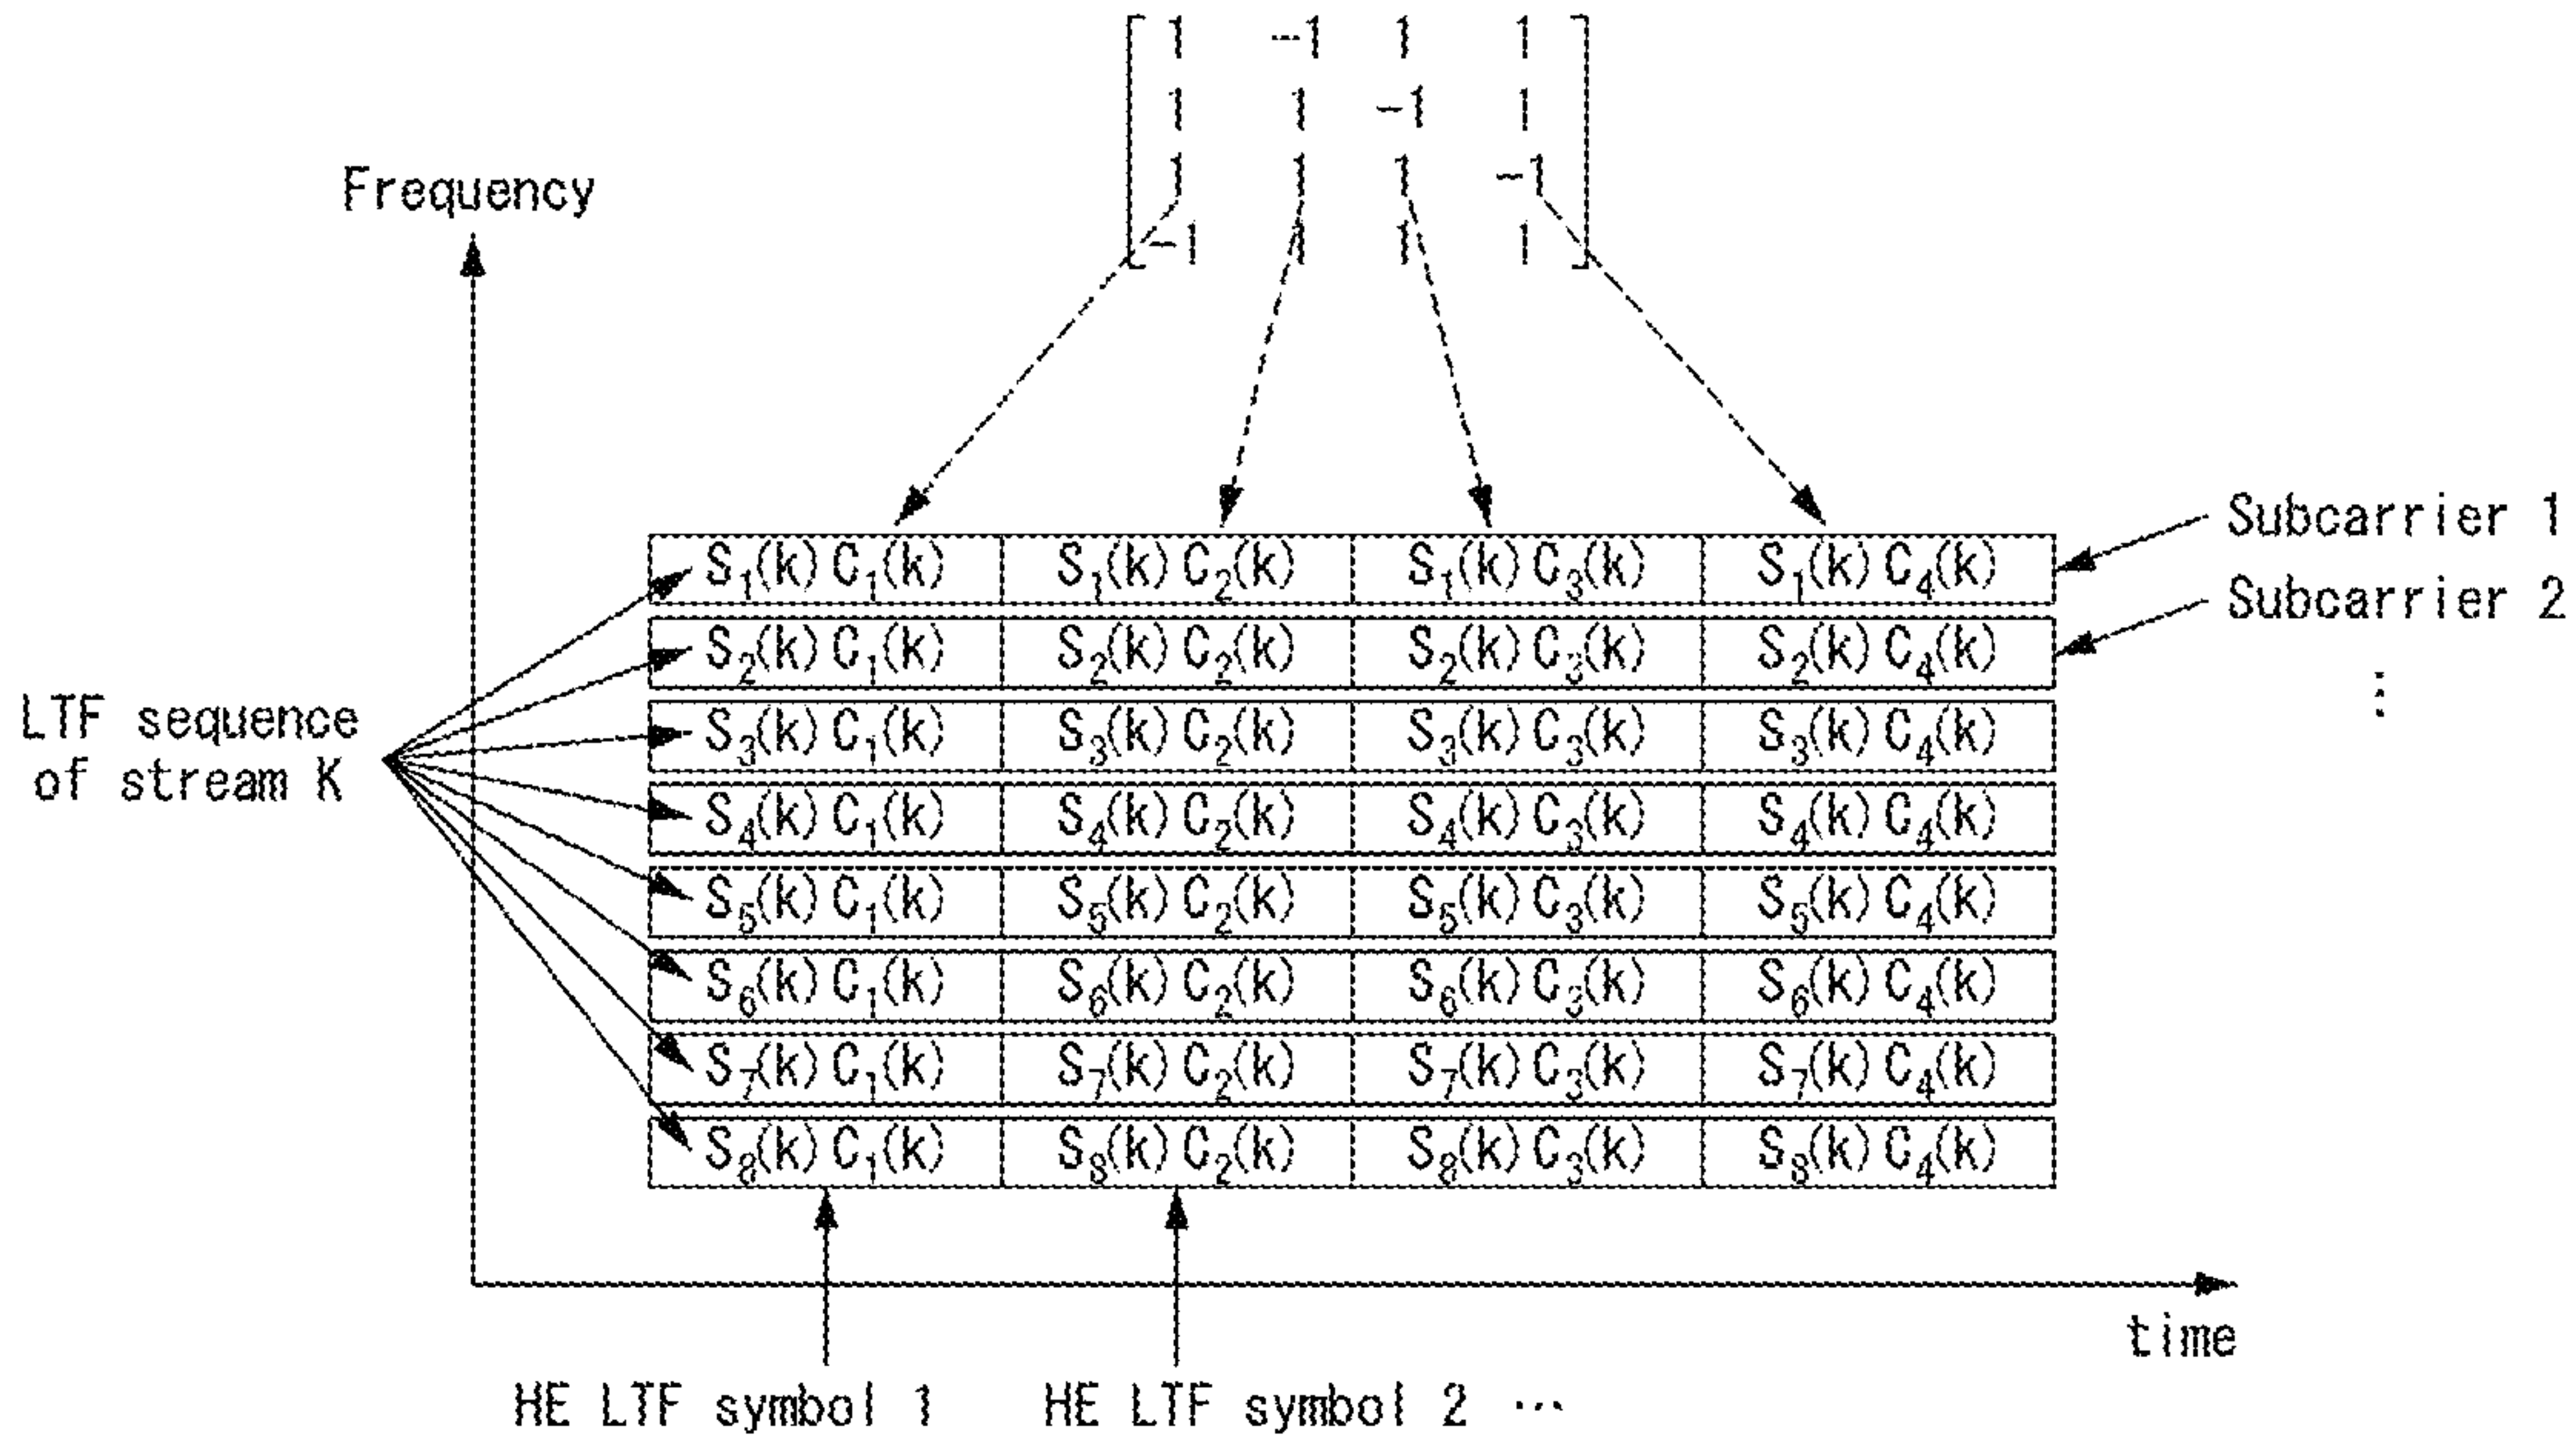 1 -1 1 1
1 1 -1 1
1 1 1 -1
-1 1 1 1
Frequency
Subcarrier 1
Subcarrier 2
⋮
LTF sequence
of stream K
S1(k) C1(k) S1(k) C2(k) S1(k) C3(k) S1(k) C4(k)
S2(k) C1(k) S2(k) C2(k) S2(k) C3(k) S2(k) C4(k)
S3(k) C1(k) S3(k) C2(k) S3(k) C3(k) S3(k) C4(k)
S4(k) C1(k) S4(k) C2(k) S4(k) C3(k) S4(k) C4(k)
S5(k) C1(k) S5(k) C2(k) S5(k) C3(k) S5(k) C4(k)
S6(k) C1(k) S6(k) C2(k) S6(k) C3(k) S6(k) C4(k)
S7(k) C1(k) S7(k) C2(k) S7(k) C3(k) S7(k) C4(k)
S8(k) C1(k) S8(k) C2(k) S8(k) C3(k) S8(k) C4(k)
time
HE LTF symbol 1 HE LTF symbol 2 ...